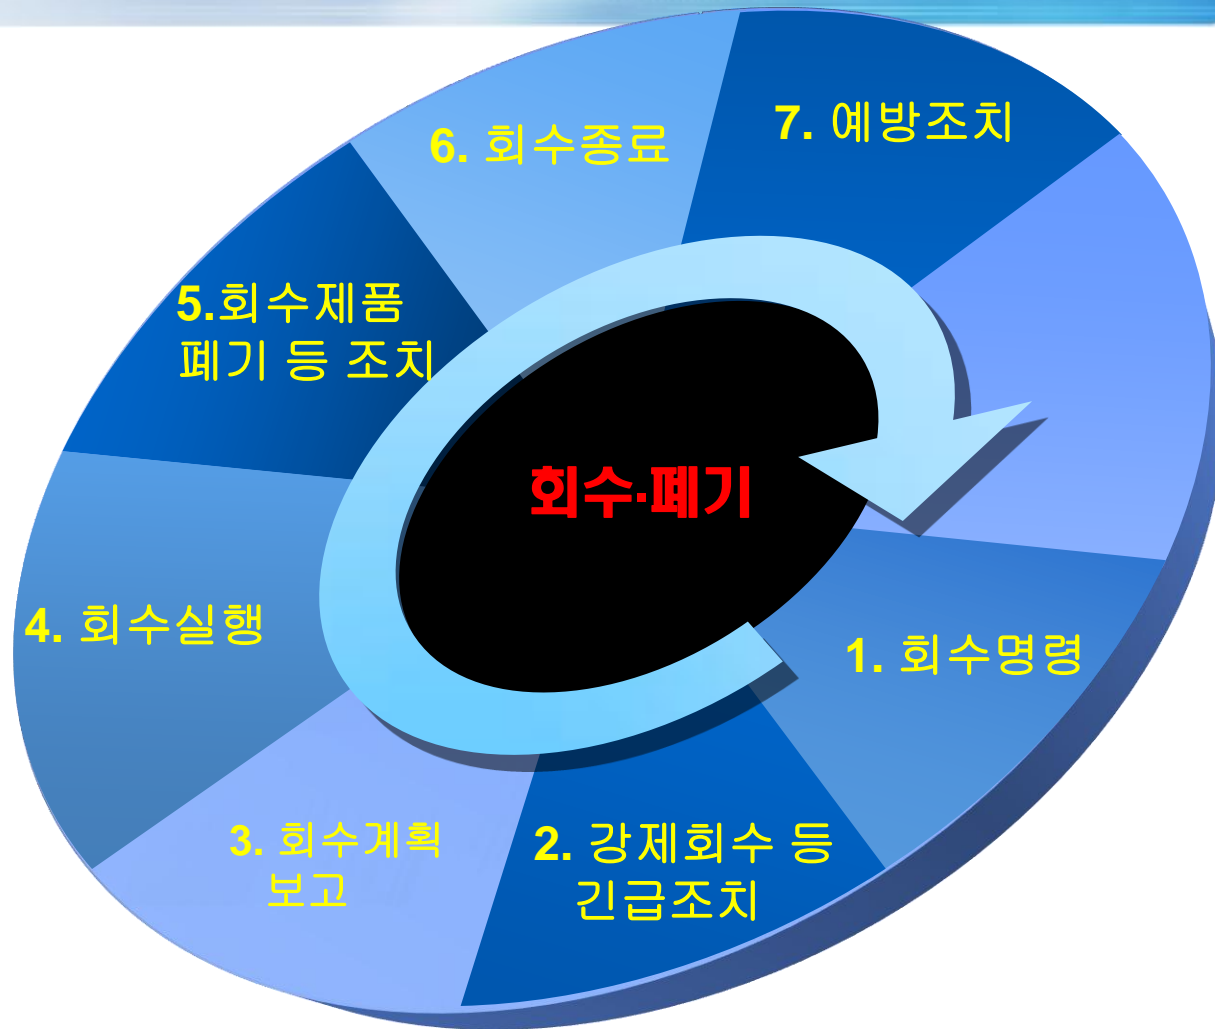 6. 회수종료
7. 예방조치
5.회수제품
폐기 등 조치
회수·폐기
4. 회수실행
1. 회수명령
3. 회수계획
보고
2. 강제회수 등
긴급조치